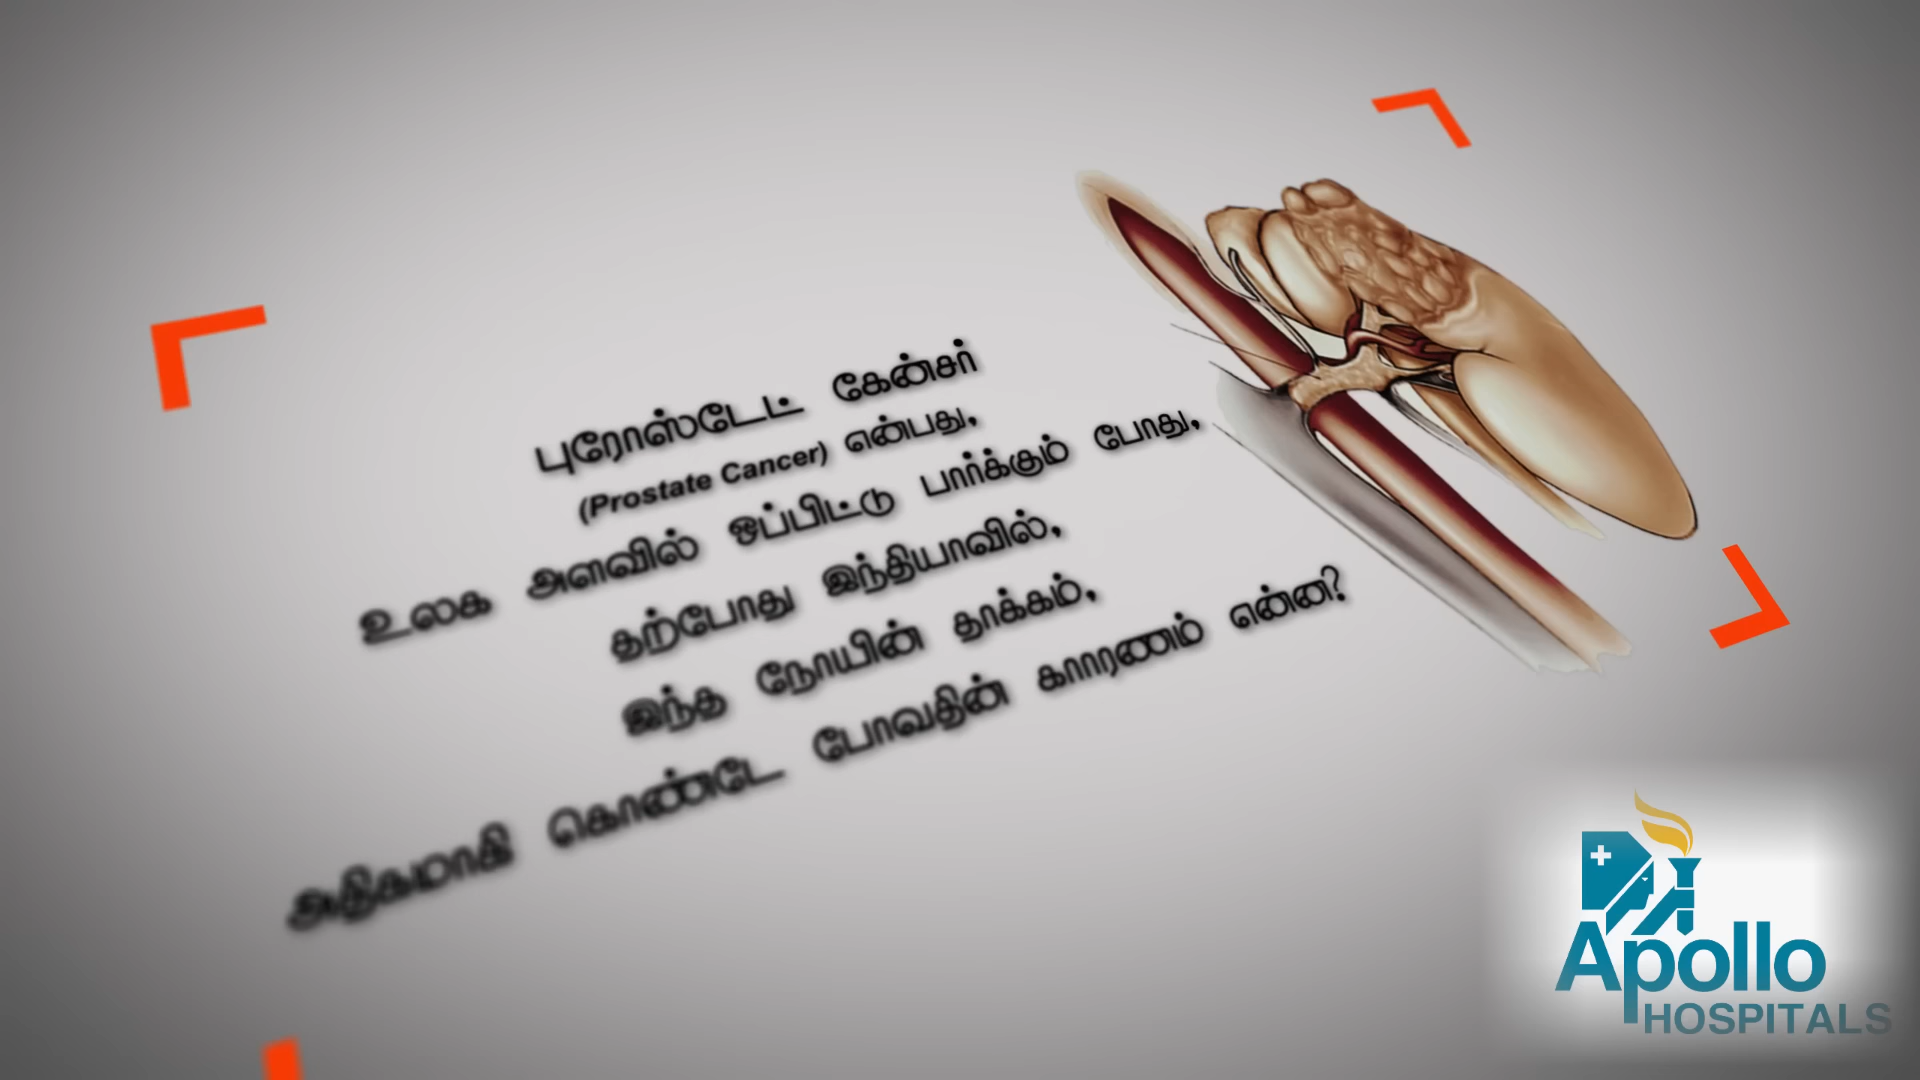 புரோஸ்டேட் கேன்சர்
(Prostate Cancer) என்பது,
உலக அளவில் ஒப்பிட்டு பார்க்கும் போது,
தற்போது இந்தியாவில்,
இந்த நோயின் தாக்கம்,
அதிகமாகி கொண்டே போவதின் காாரணம் என்ன?
Apollo
HOSPITALS